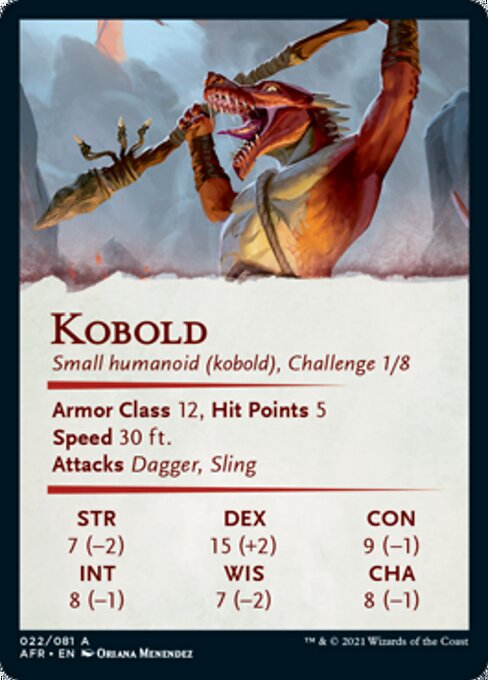 KOBOLD
Small humanoid (kobold), Challenge 1/8
Armor Class 12, Hit Points 5
Speed 30 ft.
Attacks Dagger, Sling
STR DEX CON
7 (–2) 15 (+2) 9 (–1)
INT WIS CHA
8 (–1) 7 (–2) 8 (–1)
022/081 A
™ & © 2021 Wizards of the Coast
AFR • EN Oriana Menendez